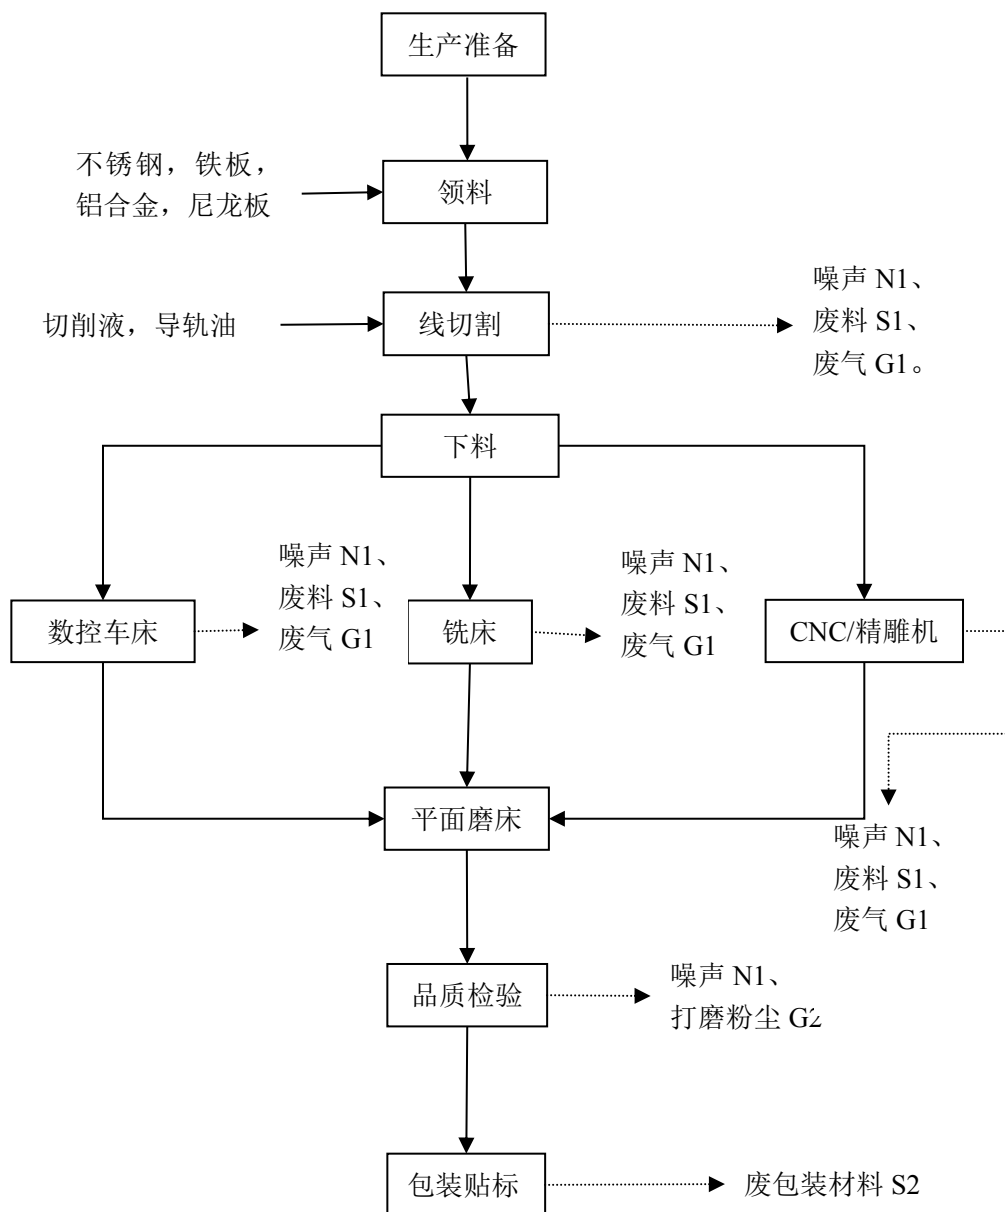 生产准备
不锈钢，铁板，
铝合金，尼龙板
领料
切削液，导轨油
线切割
噪声 N1、
废料 S1、
废气 G1。
下料
数控车床
噪声 N1、
废料 S1、
废气 G1
铣床
噪声 N1、
废料 S1、
废气 G1
CNC/精雕机
噪声 N1、
废料 S1、
废气 G1
平面磨床
品质检验
噪声 N1、
打磨粉尘 G2
包装贴标
废包装材料 S2